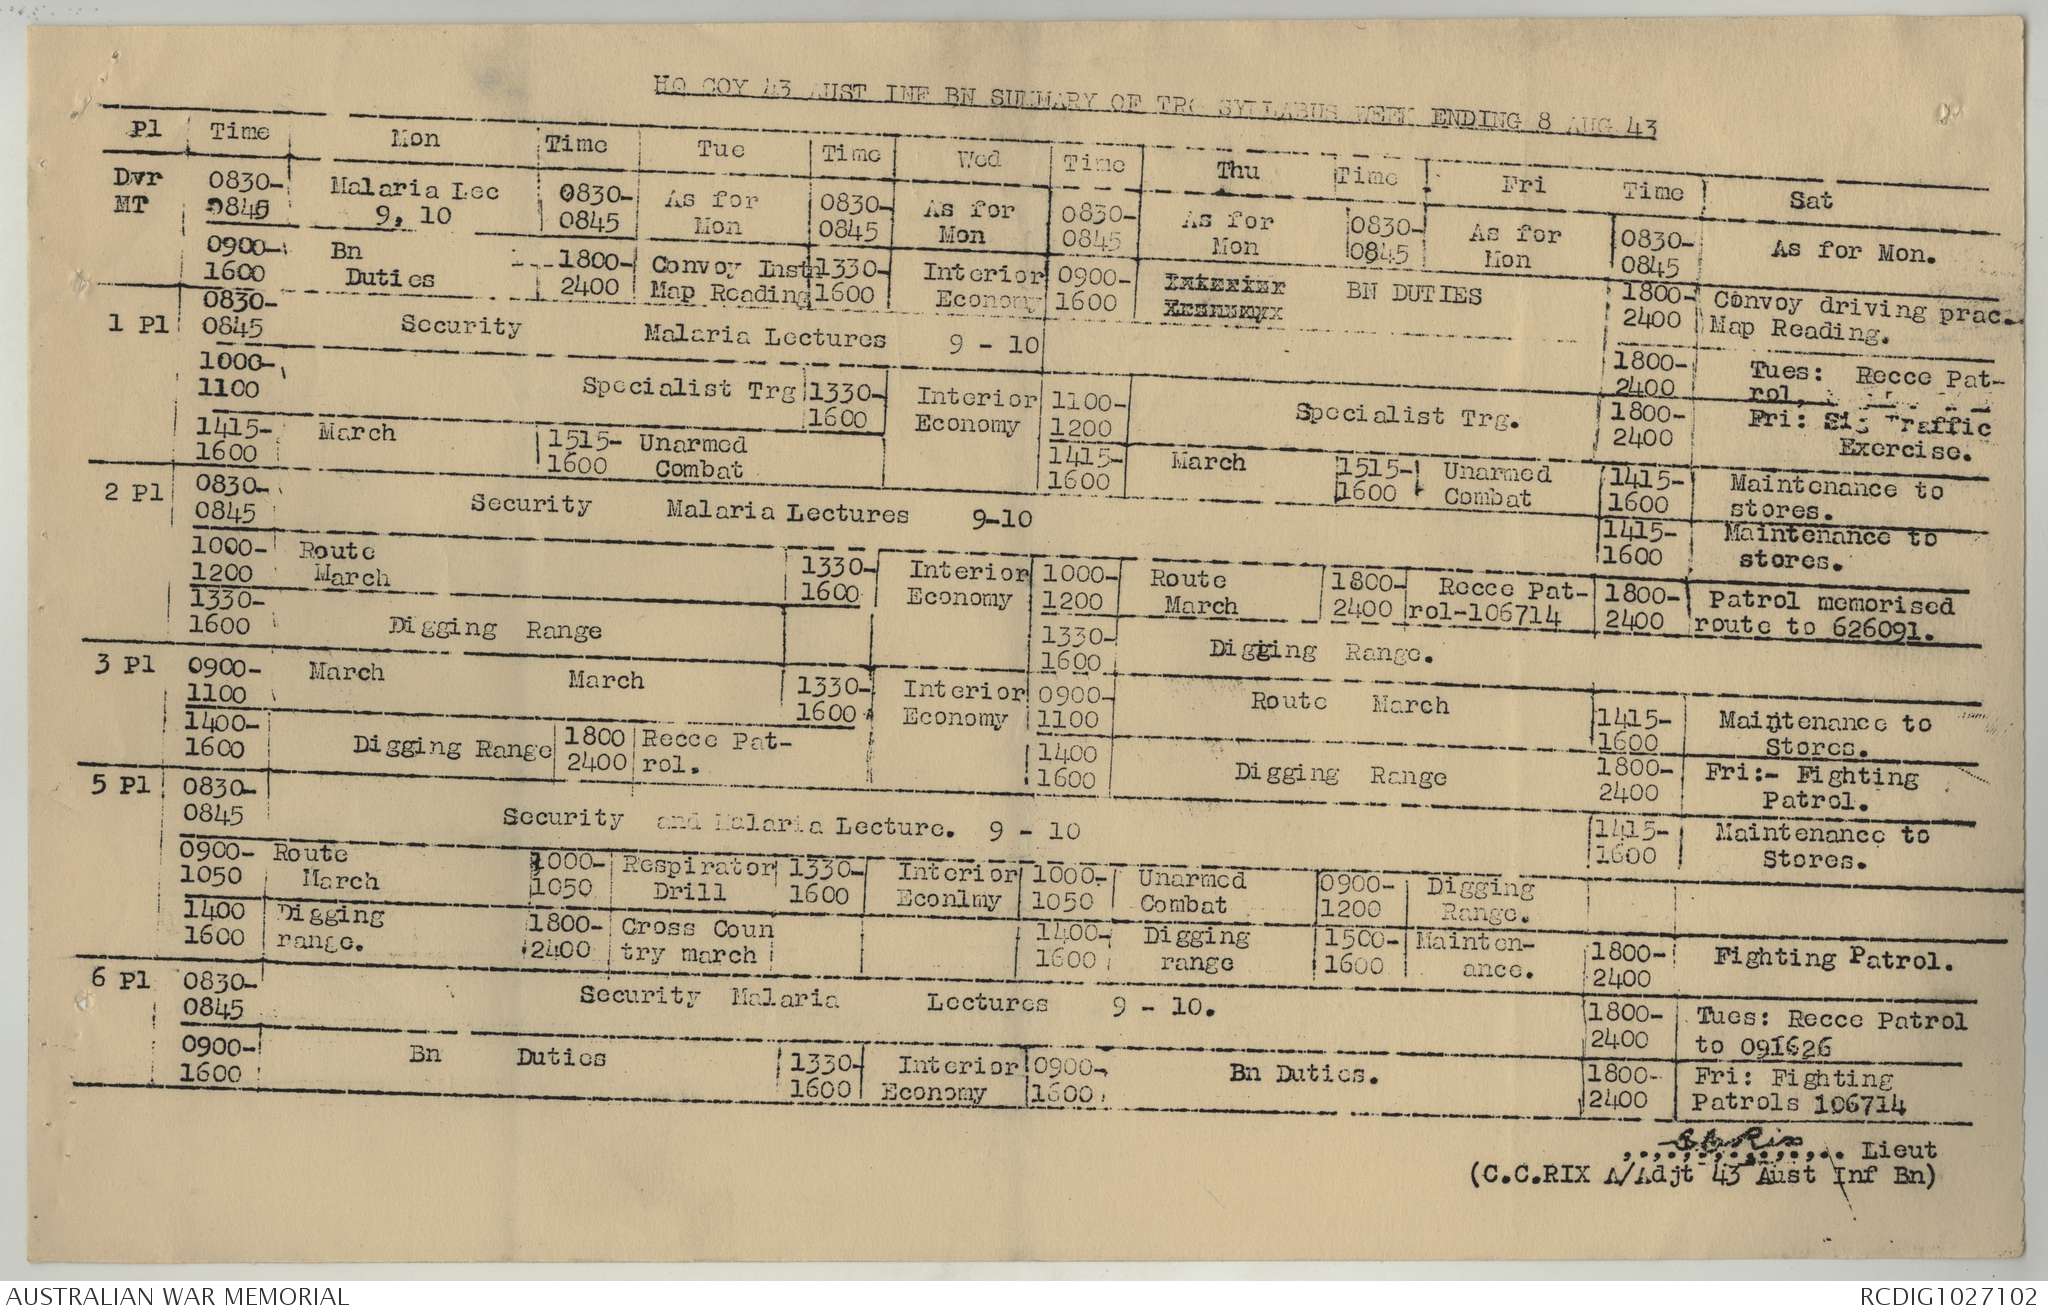 HQ COY 43 AUST INF BN SUMMARY OF TRG SYLLABUS WEEK ENDING 8 AUG 43
Pl Time Mon Time Tue Time Wed Time Thu Time Fri Time Sat
Dvr 0830- Malaria Lec 0830- As for 0830- As for 0830- As for 0830- As for 0830- As for Mon.
MT 0845 9, 10 0845 Mon 0845 Mon 0845 Mon 0845 Mon 0845
0900- Bn 1800- Convoy Instn 1330- Interior 0900- BN DUTIES 1800- Convoy driving prac.
1600 Duties 2400 Map Reading 1600 Economy 1600 2400 Map Reading.
1 Pl 0830- Security Malaria Lectures 9 - 10 1800- Tues: Recce Pat-
0845 2400 rol,
1000- Specialist Trg 1330- Interior 1100- Specialist Trg. 1800- Fri: Sig Traffic
1100 1600 Economy 1200 2400 Exercise.
1415- March 1515- Unarmed 1415- March 1515- Unarmed 1415- Maintenance to
1600 1600 Combat 1600 1600 Combat 1600 stores.
2 Pl 0830- Security Malaria Lectures 9-10 1415- Maintenance to
0845 1600 stores.
1000- Route 1330- Interior 1000- Route 1800- Recce Pat- 1800- Patrol memorised
1200 March 1600 Economy 1200 March 2400 rol-106714 2400 route to 626091.
1330- Digging Range 1330- Digging Range.
1600 1600
3 Pl 0900- March March 1330- Interior 0900- Route March 1415- Maintenance to
1100 1600 Economy 1100 1600 Stores.
1400- Digging Range 1800 Recce Pat- 1400 Digging Range 1800- Fri:- Fighting
1600 2400 rol. 1600 2400 Patrol.
5 Pl 0830- Security and Malaria Lecture. 9 - 10 1415- Maintenance to
0845 1600 Stores.
0900- Route 1000- Respirator 1330- Interior 1000- Unarmed 0900- Digging
1050 March 1050 Drill 1600 Econlmy 1050 Combat 1200 Range.
1400 Digging 1800- Cross Coun 1400- Digging 1500- Mainten- 1800- Fighting Patrol.
1600 range. 2400 try march 1600 range 1600 ance. 2400
6 Pl 0830- Security Malaria Lectures 9 - 10. 1800- Tues: Recce Patrol
0845 2400 to 091626
0900- Bn Duties 1330- Interior 0900- Bn Duties. 1800- Fri: Fighting
1600 1600 Economy 1600 2400 Patrols 106714
Lieut
(C.C.RIX A/Adjt 43 Aust Inf Bn)
AUSTRALIAN WAR MEMORIAL RCDIG1027102